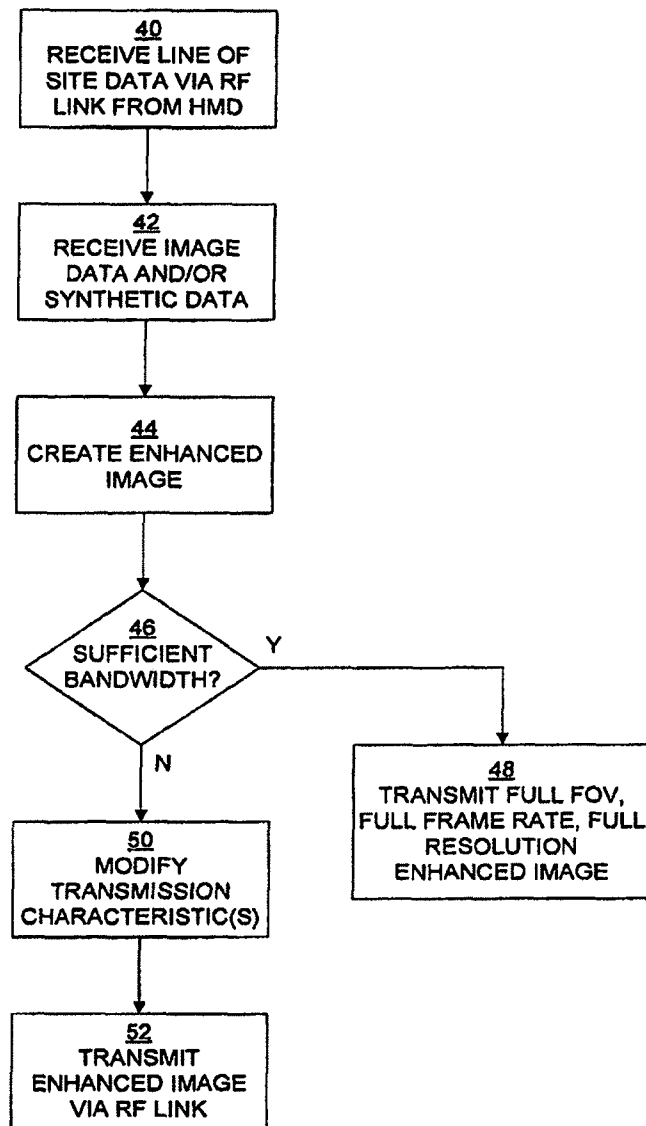 40
RECEIVE LINE OF
SITE DATA VIA RF
LINK FROM HMD
42
RECEIVE IMAGE
DATA AND/OR
SYNTHETIC DATA
44
CREATE ENHANCED
IMAGE
46
SUFFICIENT
BANDWIDTH?
Y
N
48
TRANSMIT FULL FOV,
FULL FRAME RATE, FULL
RESOLUTION
ENHANCED IMAGE
50
MODIFY
TRANSMISSION
CHARACTERISTIC(S)
52
TRANSMIT
ENHANCED IMAGE
VIA RF LINK